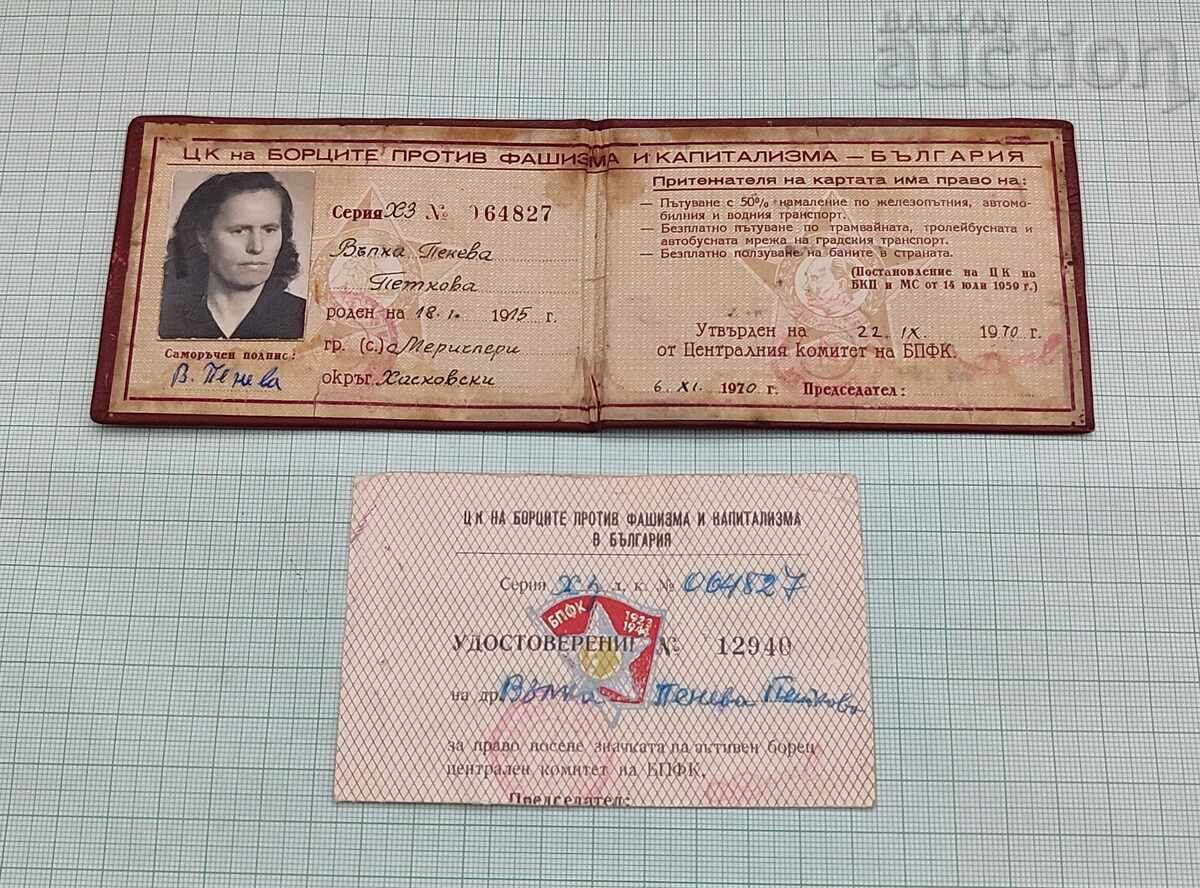 BALKAN
auction
ЦК на БОРЦИТЕ ПРОТИВ ФАШИЗМА И КАПИТАЛИЗМА – БЪЛГАРИЯ
Серия ХЗ № 064827
Вълка Пенева
Петкова
роден на 18. I. 1915 г.
гр. (с.) Меричлери
окръг Хасковски
Саморъчен подпис:
В. Пенева
Притежателя на картата има право на:
— Пътуване с 50% намаление по железопътния, автомо-
билния и водния транспорт.
— Безплатно пътуване по трамвайната, тролейбусната и
автобусната мрежа на градския транспорт.
— Безплатно ползуване на баните в страната.
(Постановление на ЦК на
БКП и МС от 14 юли 1959 г.)
Утвърден на 22. IX. 1970 г.
от Централния комитет на БПФК.
6. XI. 1970 г. Председател:
ЦК НА БОРЦИТЕ ПРОТИВ ФАШИЗМА И КАПИТАЛИЗМА
В БЪЛГАРИЯ
Серия ХЗ л. к. № 064827
БПФК
1923
1944
УДОСТОВЕРЕНИЕ № 12940
на др. Вълка Пенева Петкова
за право носене значката на активен борец
централен комитет на БПФК.
Председател: